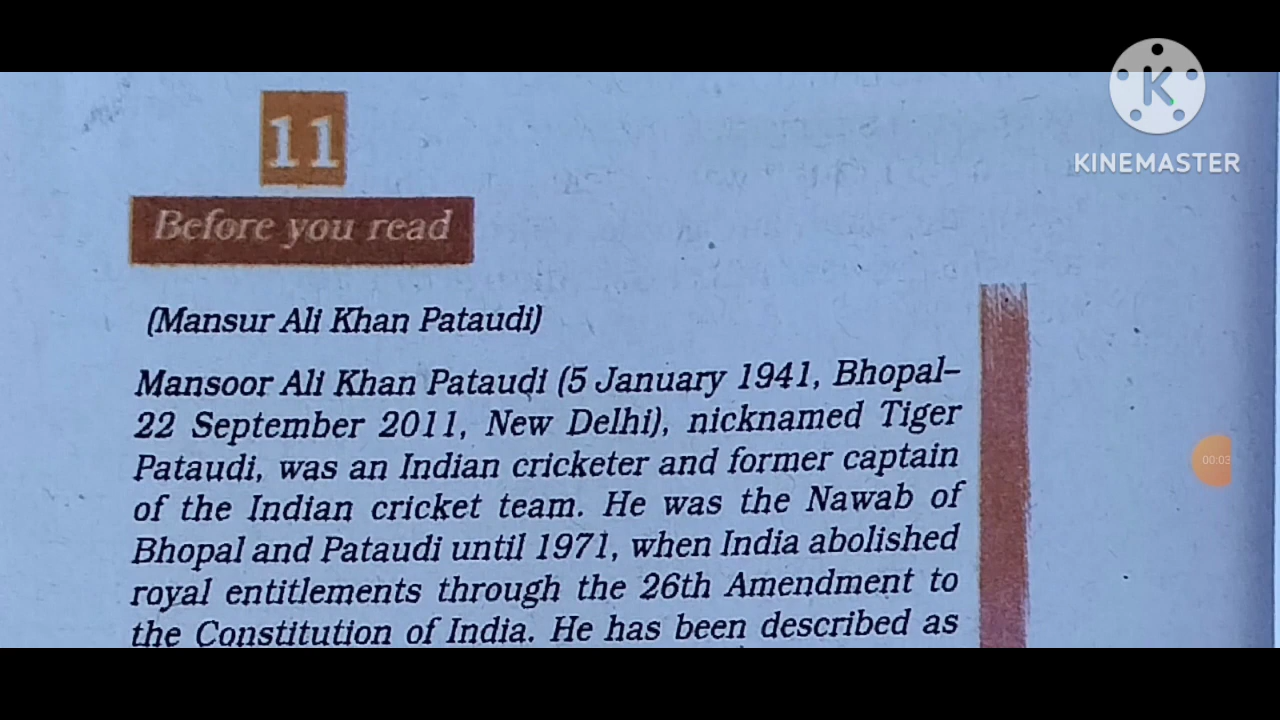 11
Before you read
(Mansur Ali Khan Pataudi)
Mansoor Ali Khan Pataudi (5 January 1941, Bhopal–
22 September 2011, New Delhi), nicknamed Tiger
Pataudi, was an Indian cricketer and former captain
of the Indian cricket team. He was the Nawab of
Bhopal and Pataudi until 1971, when India abolished
royal entitlements through the 26th Amendment to
the Constitution of India. He has been described as
K
KINEMASTER
00:03